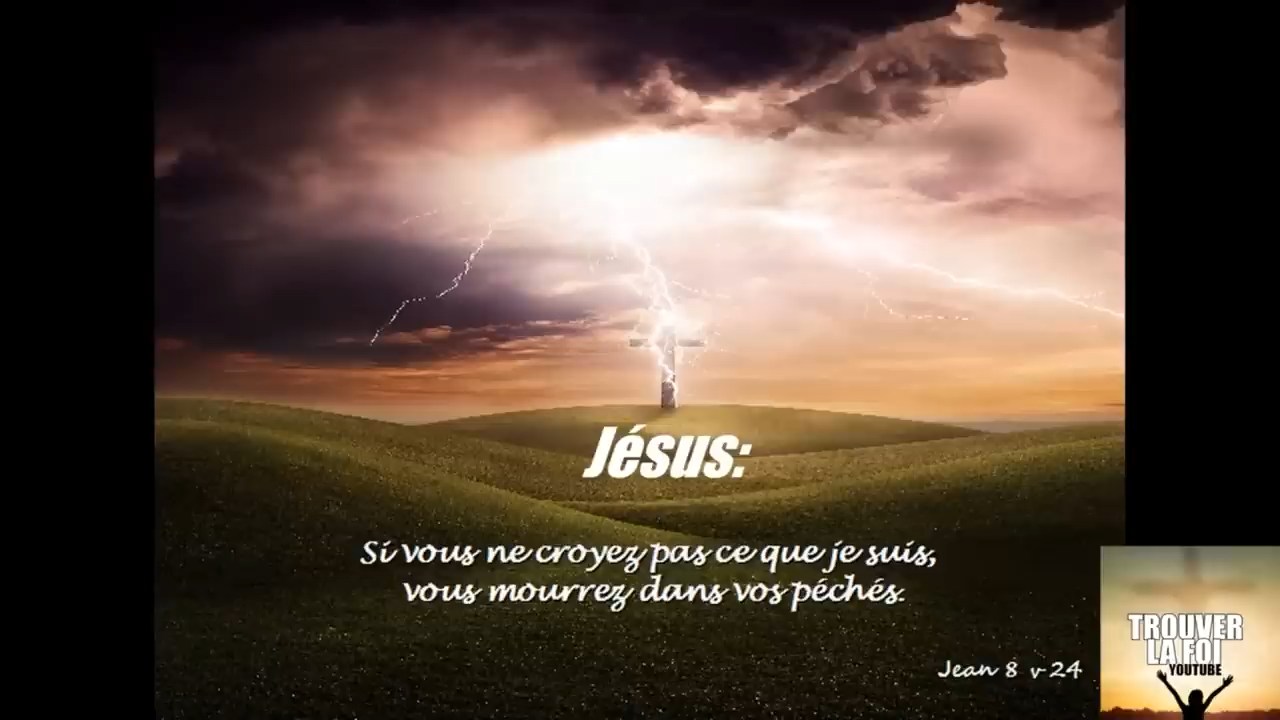 Jésus:
Si vous ne croyez pas ce que je suis,
vous mourrez dans vos péchés.
Jean 8 v 24
TROUVER
LA FOI
YOUTUBE